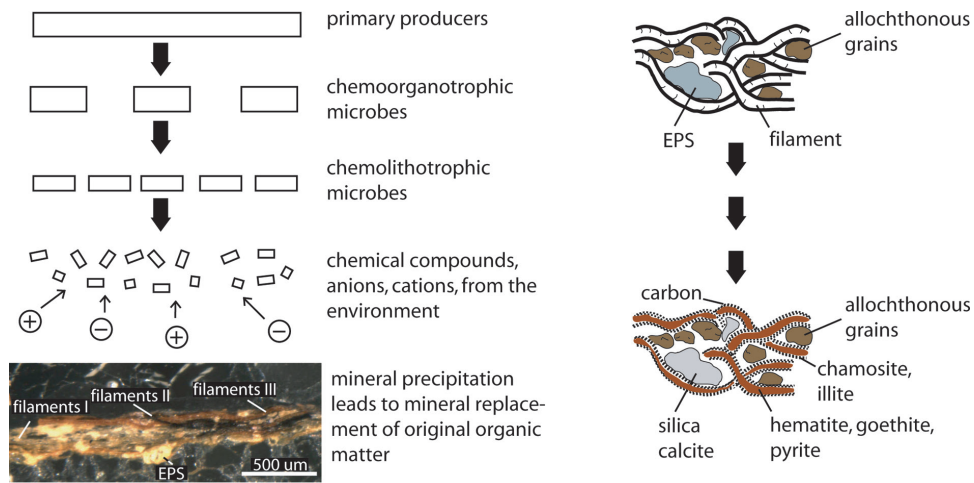 primary producers
chemoorganotrophic
microbes
chemolithotrophic
microbes
chemical compounds,
anions, cations, from the
environment
+
−
+
−
mineral precipitation
leads to mineral replace-
ment of original organic
matter
filaments I
filaments II
filaments III
EPS
500 um
allochthonous
grains
EPS
filament
carbon
allochthonous
grains
chamosite,
illite
silica
calcite
hematite, goethite,
pyrite